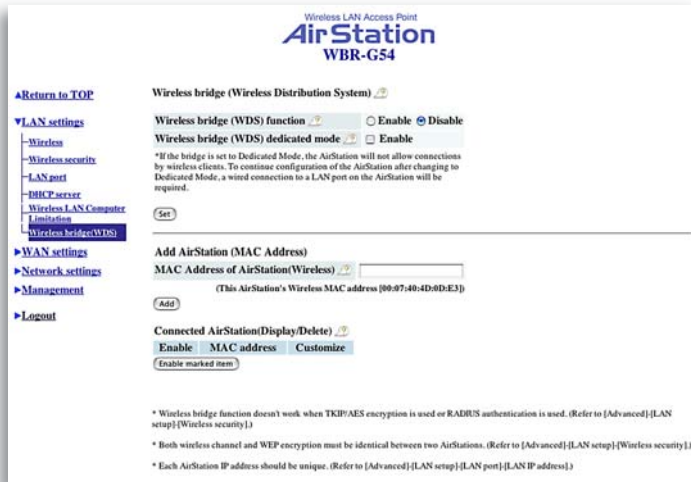 Wireless LAN Access Point
AirStation
WBR-G54
Return to TOP
LAN settings
Wireless
Wireless security
LAN port
DHCP server
Wireless LAN Computer
Limitation
Wireless bridge(WDS)
WAN settings
Network settings
Management
Logout
Wireless bridge (Wireless Distribution System)
Wireless bridge (WDS) function Enable Disable
Wireless bridge (WDS) dedicated mode Enable
*If the bridge is set to Dedicated Mode, the AirStation will not allow connections
by wireless clients. To continue configuration of the AirStation after changing to
Dedicated Mode, a wired connection to a LAN port on the AirStation will be
required.
Set
Add AirStation (MAC Address)
MAC Address of AirStation(Wireless)
(This AirStation's Wireless MAC address [00:07:40:4D:0D:E3])
Add
Connected AirStation(Display/Delete)
Enable MAC address Customize
Enable marked item
* Wireless bridge function doesn't work when TKIP/AES encryption is used or RADIUS authentication is used. (Refer to [Advanced]-[LAN
setup]-[Wireless security].)
* Both wireless channel and WEP encryption must be identical between two AirStations. (Refer to [Advanced]-[LAN setup]-[Wireless security].)
* Each AirStation IP address should be unique. (Refer to [Advanced]-[LAN setup]-[LAN port]-[LAN IP address].)